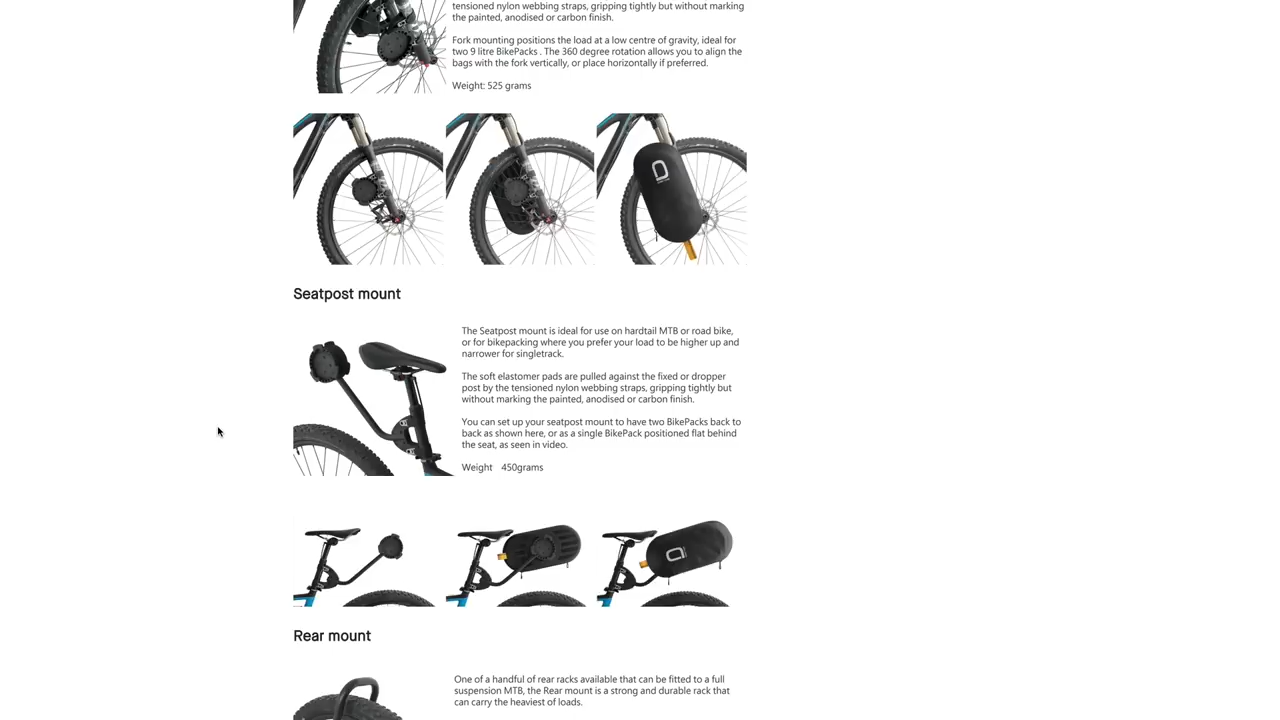 tensioned nylon webbing straps, gripping tightly but without marking
the painted, anodised or carbon finish.
Fork mounting positions the load at a low centre of gravity, ideal for
two 9 litre BikePacks . The 360 degree rotation allows you to align the
bags with the fork vertically, or place horizontally if preferred.
Weight: 525 grams
Seatpost mount
The Seatpost mount is ideal for use on hardtail MTB or road bike,
or for bikepacking where you prefer your load to be higher up and
narrower for singletrack.
The soft elastomer pads are pulled against the fixed or dropper
post by the tensioned nylon webbing straps, gripping tightly but
without marking the painted, anodised or carbon finish.
You can set up your seatpost mount to have two BikePacks back to
back as shown here, or as a single BikePack positioned flat behind
the seat, as seen in video.
Weight 450grams
Rear mount
One of a handful of rear racks available that can be fitted to a full
suspension MTB, the Rear mount is a strong and durable rack that
can carry the heaviest of loads.